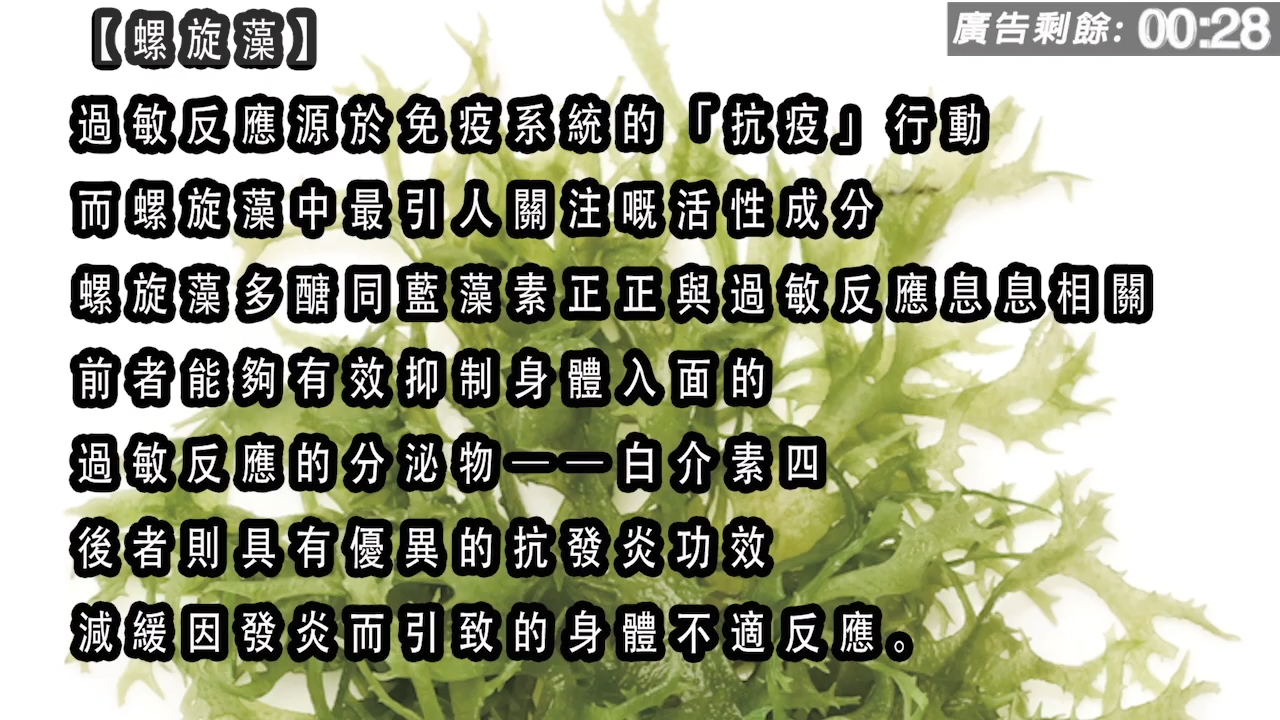 【螺旋藻】
廣告剩餘: 00:28
過敏反應源於免疫系統的『抗疫』行動
而螺旋藻中最引人關注嘅活性成分
螺旋藻多醣同藍藻素正正與過敏反應息息相關
前者能夠有效抑制身體入面的
過敏反應的分泌物——白介素四
後者則具有優異的抗發炎功效
減緩因發炎而引致的身體不適反應。